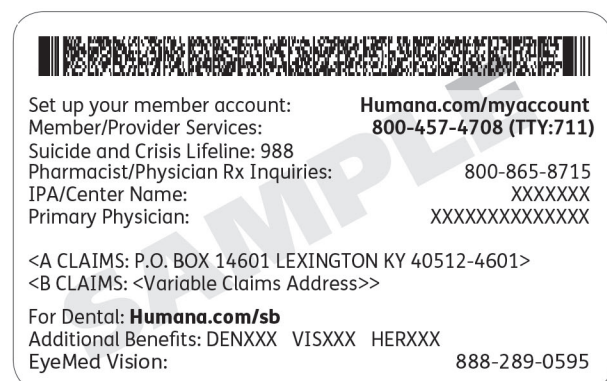 Set up your member account: Humana.com/myaccount
Member/Provider Services: 800-457-4708 (TTY:711)
Suicide and Crisis Lifeline: 988
Pharmacist/Physician Rx Inquiries: 800-865-8715
IPA/Center Name: XXXXXXX
Primary Physician: XXXXXXXXXXXXXX
<A CLAIMS: P.O. BOX 14601 LEXINGTON KY 40512-4601>
<B CLAIMS: <Variable Claims Address>>
For Dental: Humana.com/sb
Additional Benefits: DENXXX VISXXX HERXXX
EyeMed Vision: 888-289-0595
SAMPLE